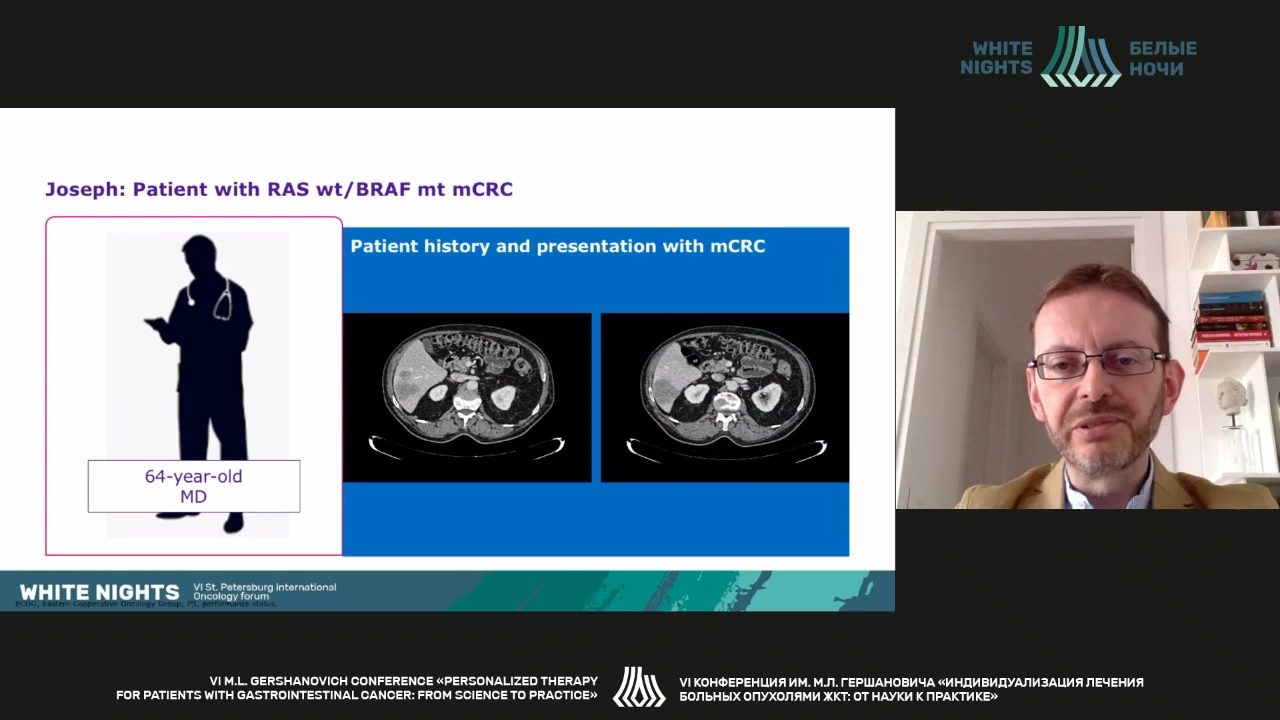 WHITE
NIGHTS
БЕЛЫЕ
НОЧИ
Joseph: Patient with RAS wt/BRAF mt mCRC
Patient history and presentation with mCRC
64-year-old
MD
WHITE NIGHTS
VI St. Petersburg international
Oncology forum
ECOG, Eastern Cooperative Oncology Group; PS, performance status.
VI M.L. GERSHANOVICH CONFERENCE «PERSONALIZED THERAPY
FOR PATIENTS WITH GASTROINTESTINAL CANCER: FROM SCIENCE TO PRACTICE»
VI КОНФЕРЕНЦИЯ ИМ. М.Л. ГЕРШАНОВИЧА «ИНДИВИДУАЛИЗАЦИЯ ЛЕЧЕНИЯ
БОЛЬНЫХ ОПУХОЛЯМИ ЖКТ: ОТ НАУКИ К ПРАКТИКЕ»